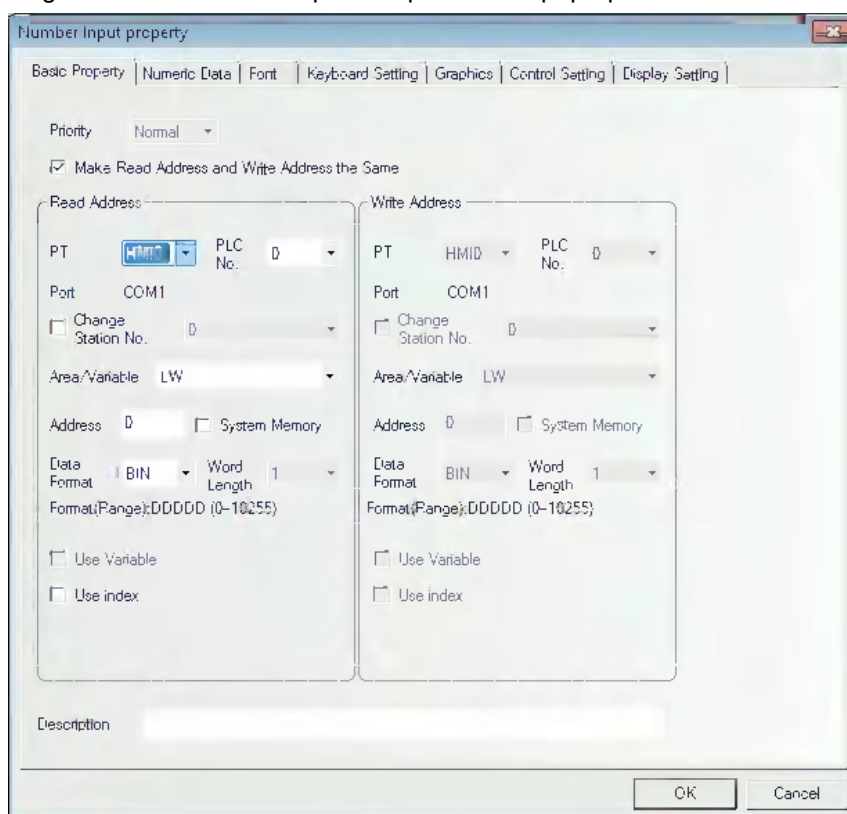 Number Input property
Basic Property Numeric Data Font Keyboard Setting Graphics Control Setting Display Setting
Priority Normal
Make Read Address and Write Address the Same
Read Address
PT HMI0 PLC No. 0
Port COM1
Change Station No. 0
Area/Variable LW
Address 0 System Memory
Data Format BIN Word Length 1
Format(Range):DDDDD (0~10255)
Use Variable
Use index
Write Address
PT HMI0 PLC No. 0
Port COM1
Change Station No. 0
Area/Variable LW
Address 0 System Memory
Data Format BIN Word Length 1
Format(Range):DDDDD (0~10255)
Use Variable
Use index
Description
OK Cancel